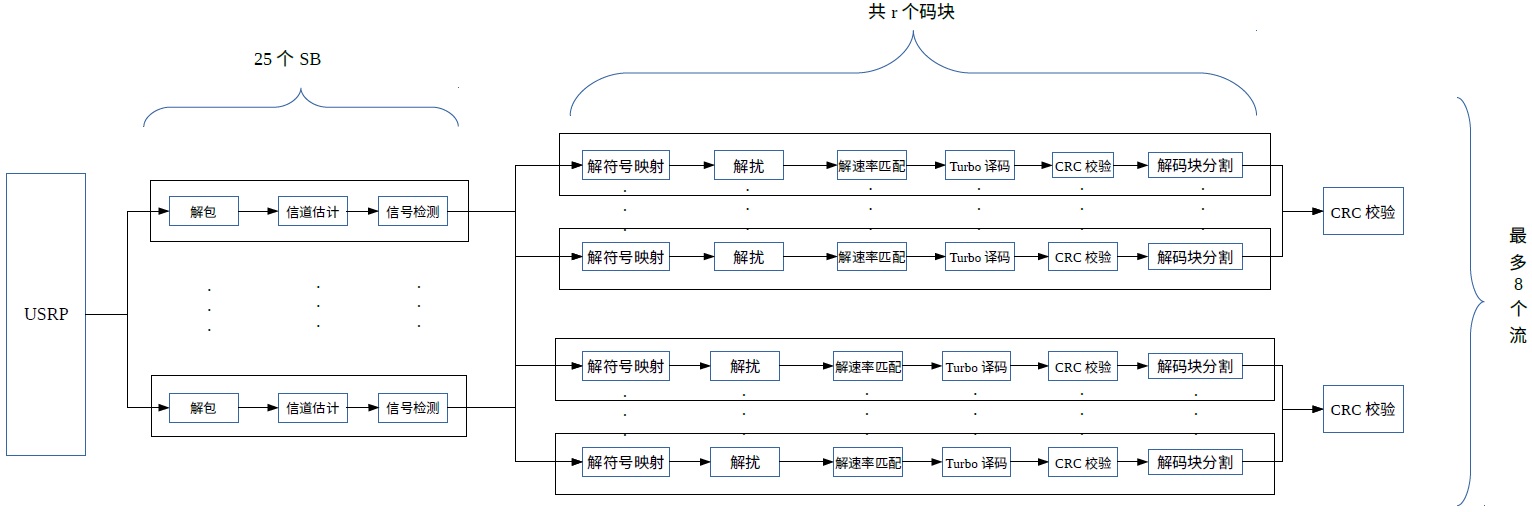 共 r 个码块
25 个 SB
解符号映射 解扰 解速率匹配 Turbo 译码 CRC 校验 解码块分割
解包 信道估计 信号检测
CRC 校验
解符号映射 解扰 解速率匹配 Turbo 译码 CRC 校验 解码块分割
USRP
最
多
8
个
流
解符号映射 解扰 解速率匹配 Turbo 译码 CRC 校验 解码块分割
解包 信道估计 信号检测
CRC 校验
解符号映射 解扰 解速率匹配 Turbo 译码 CRC 校验 解码块分割